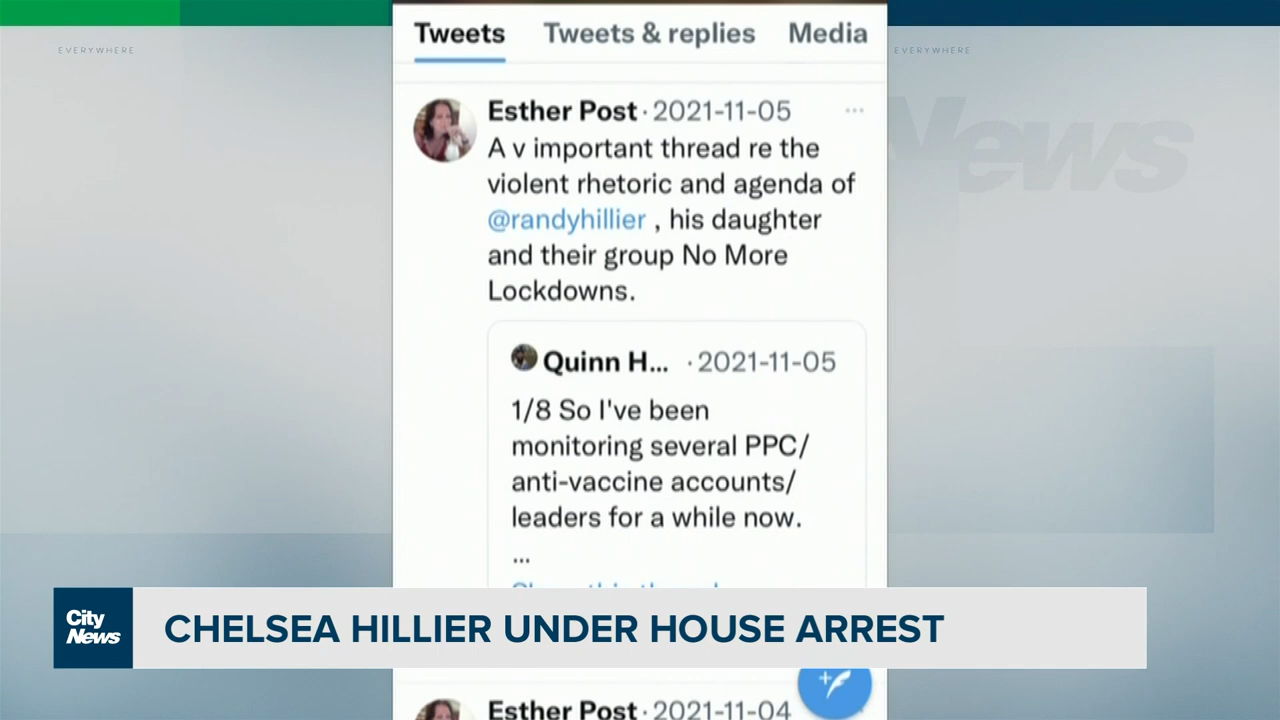 EVERYWHERE
EVERYWHERE
News
Tweets Tweets & replies Media
Esther Post · 2021-11-05 ...
A v important thread re the
violent rhetoric and agenda of
@randyhillier , his daughter
and their group No More
Lockdowns.
Quinn H... · 2021-11-05
1/8 So I've been
monitoring several PPC/
anti-vaccine accounts/
leaders for a while now.
...
City
News
CHELSEA HILLIER UNDER HOUSE ARREST
Esther Post · 2021-11-04